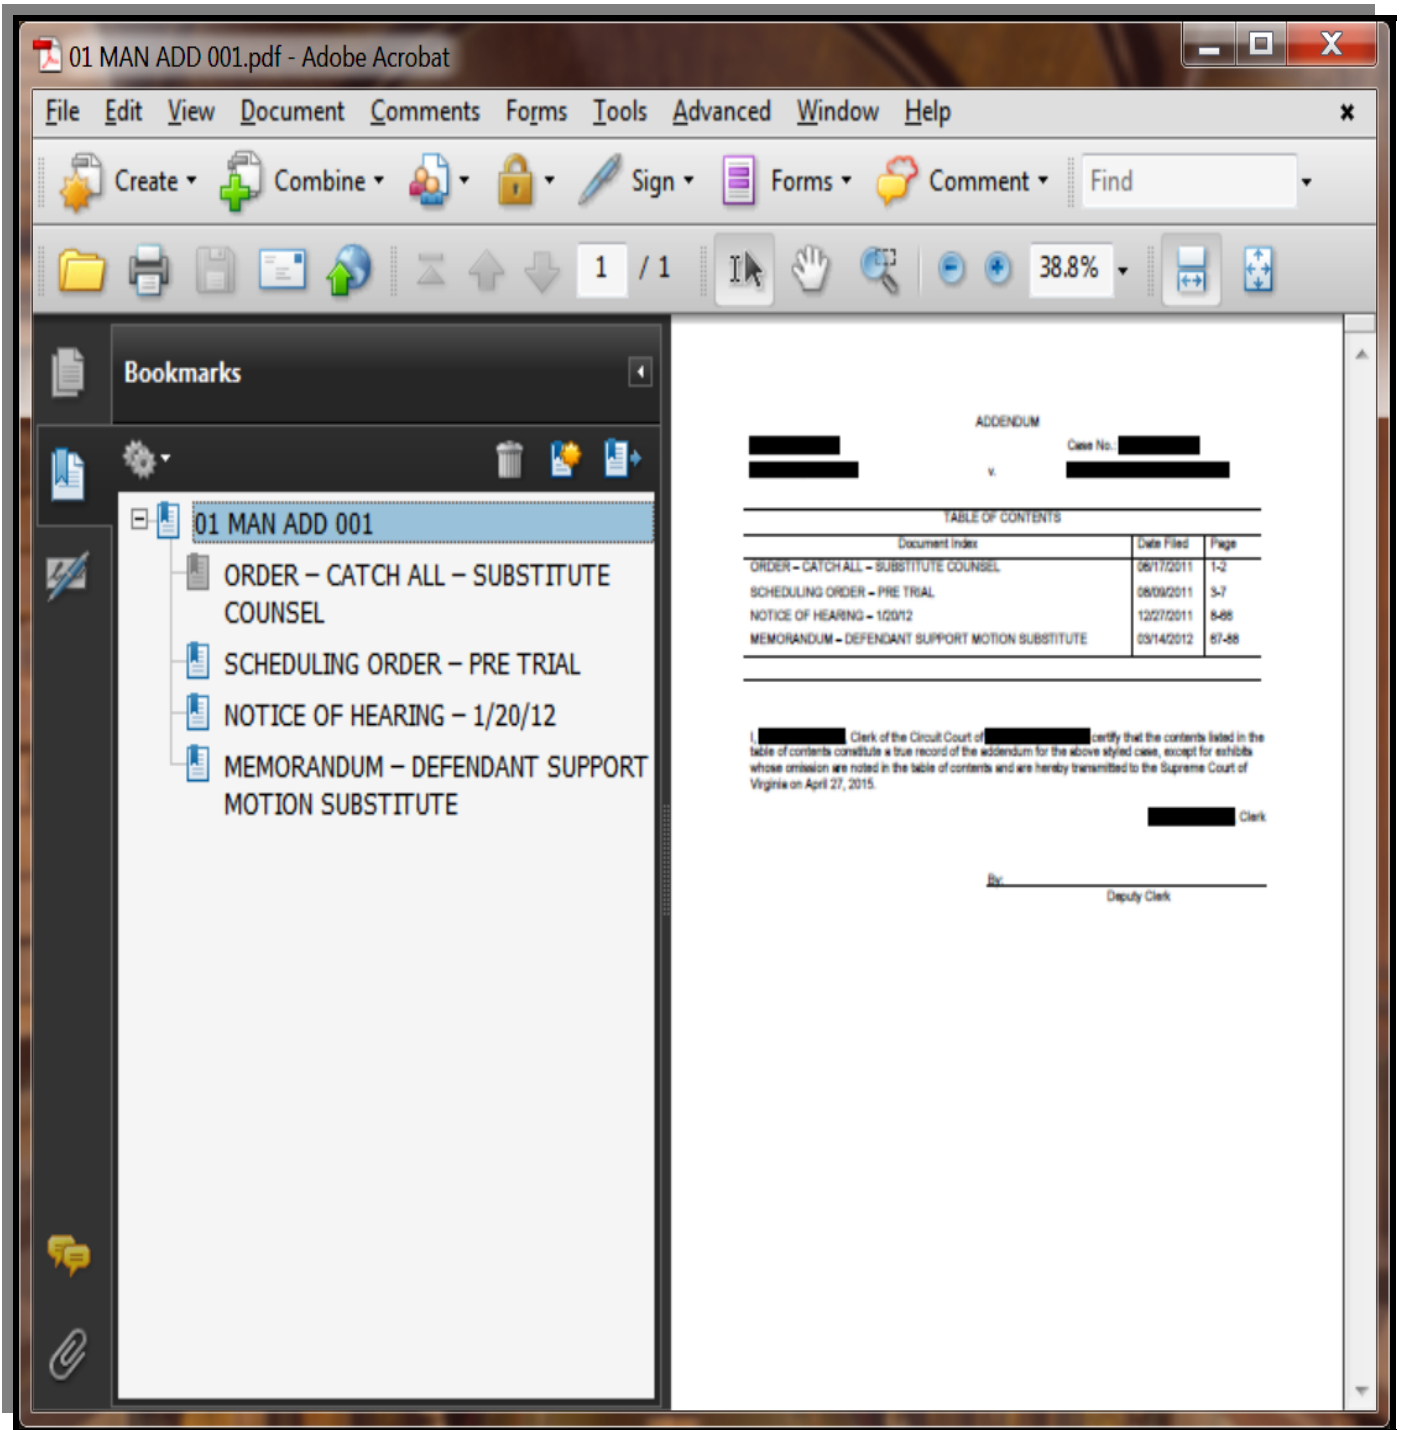 01 MAN ADD 001.pdf - Adobe Acrobat
File Edit View Document Comments Forms Tools Advanced Window Help
Create Combine Sign Forms Comment Find
1 / 1 38.8%
Bookmarks
01 MAN ADD 001
ORDER – CATCH ALL – SUBSTITUTE
COUNSEL
SCHEDULING ORDER – PRE TRIAL
NOTICE OF HEARING – 1/20/12
MEMORANDUM – DEFENDANT SUPPORT
MOTION SUBSTITUTE
ADDENDUM
Case No.:
v.
TABLE OF CONTENTS
Document Index Date Filed Page
ORDER – CATCH ALL – SUBSTITUTE COUNSEL 06/17/2011 1-2
SCHEDULING ORDER – PRE TRIAL 08/09/2011 3-7
NOTICE OF HEARING – 1/20/12 12/27/2011 8-66
MEMORANDUM – DEFENDANT SUPPORT MOTION SUBSTITUTE 03/14/2012 67-88
I, , Clerk of the Circuit Court of certify that the contents listed in the
table of contents constitute a true record of the addendum for the above styled case, except for exhibits
whose omission are noted in the table of contents and are hereby transmitted to the Supreme Court of
Virginia on April 27, 2015.
Clerk
By:
Deputy Clerk